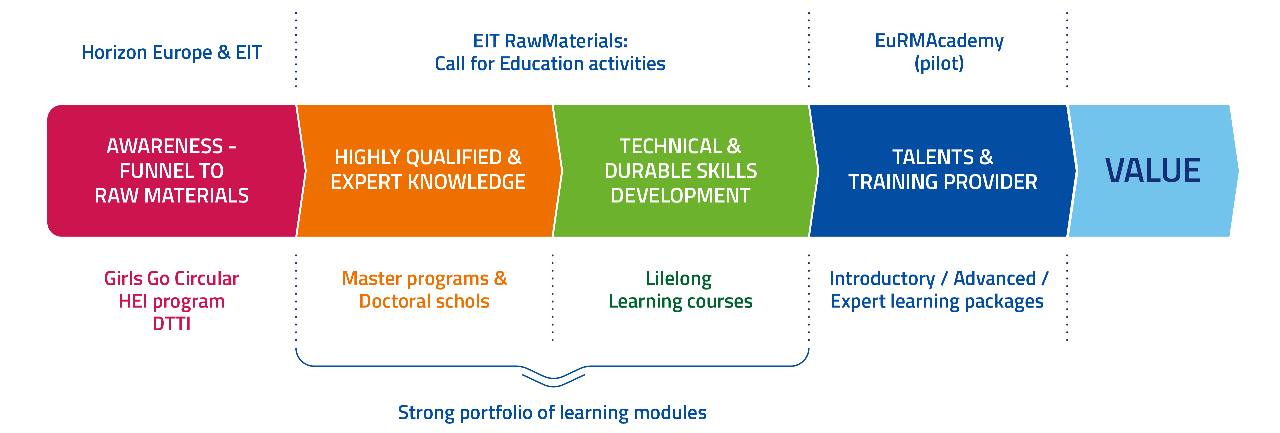 Horizon Europe & EIT
EIT RawMaterials:
Call for Education activities
EuRMAcademy
(pilot)
AWARENESS -
FUNNEL TO
RAW MATERIALS
HIGHLY QUALIFIED &
EXPERT KNOWLEDGE
TECHNICAL &
DURABLE SKILLS
DEVELOPMENT
TALENTS &
TRAINING PROVIDER
VALUE
Girls Go Circular
HEI program
DTTI
Master programs &
Doctoral schols
Lilelong
Learning courses
Introductory / Advanced /
Expert learning packages
Strong portfolio of learning modules